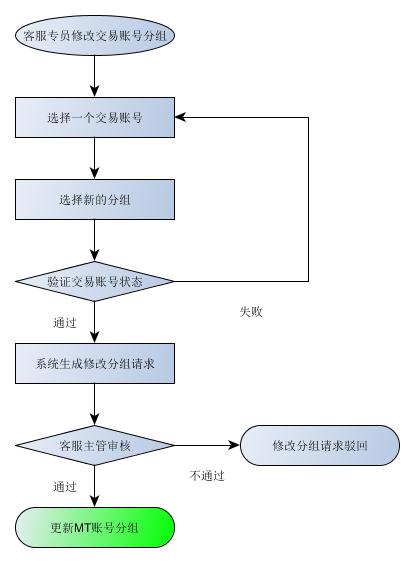 客服专员修改交易账号分组
选择一个交易账号
选择新的分组
验证交易账号状态
失败
通过
系统生成修改分组请求
客服主管审核
修改分组请求驳回
不通过
通过
更新MT账号分组